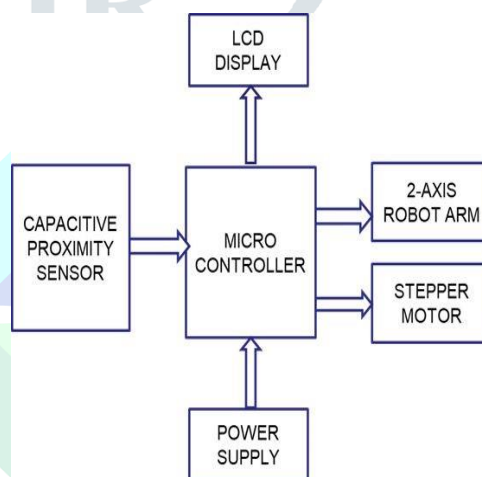 LCD
DISPLAY
CAPACITIVE
PROXIMITY
SENSOR
MICRO
CONTROLLER
2-AXIS
ROBOT ARM
STEPPER
MOTOR
POWER
SUPPLY